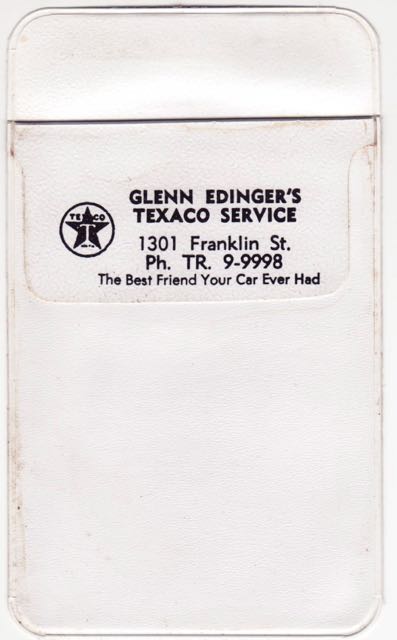 GLENN EDINGER'S
TEXACO SERVICE
TEXACO
T
1301 Franklin St.
Ph. TR. 9-9998
The Best Friend Your Car Ever Had